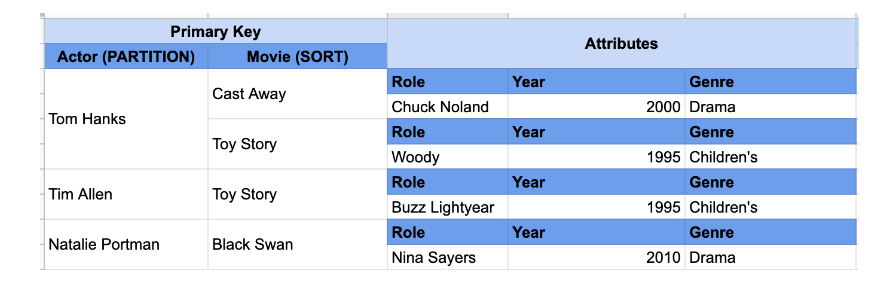 Primary Key
Attributes
Actor (PARTITION) Movie (SORT)
Role Year Genre
Cast Away
Chuck Noland 2000 Drama
Tom Hanks
Role Year Genre
Toy Story
Woody 1995 Children's
Role Year Genre
Tim Allen Toy Story
Buzz Lightyear 1995 Children's
Role Year Genre
Natalie Portman Black Swan
Nina Sayers 2010 Drama